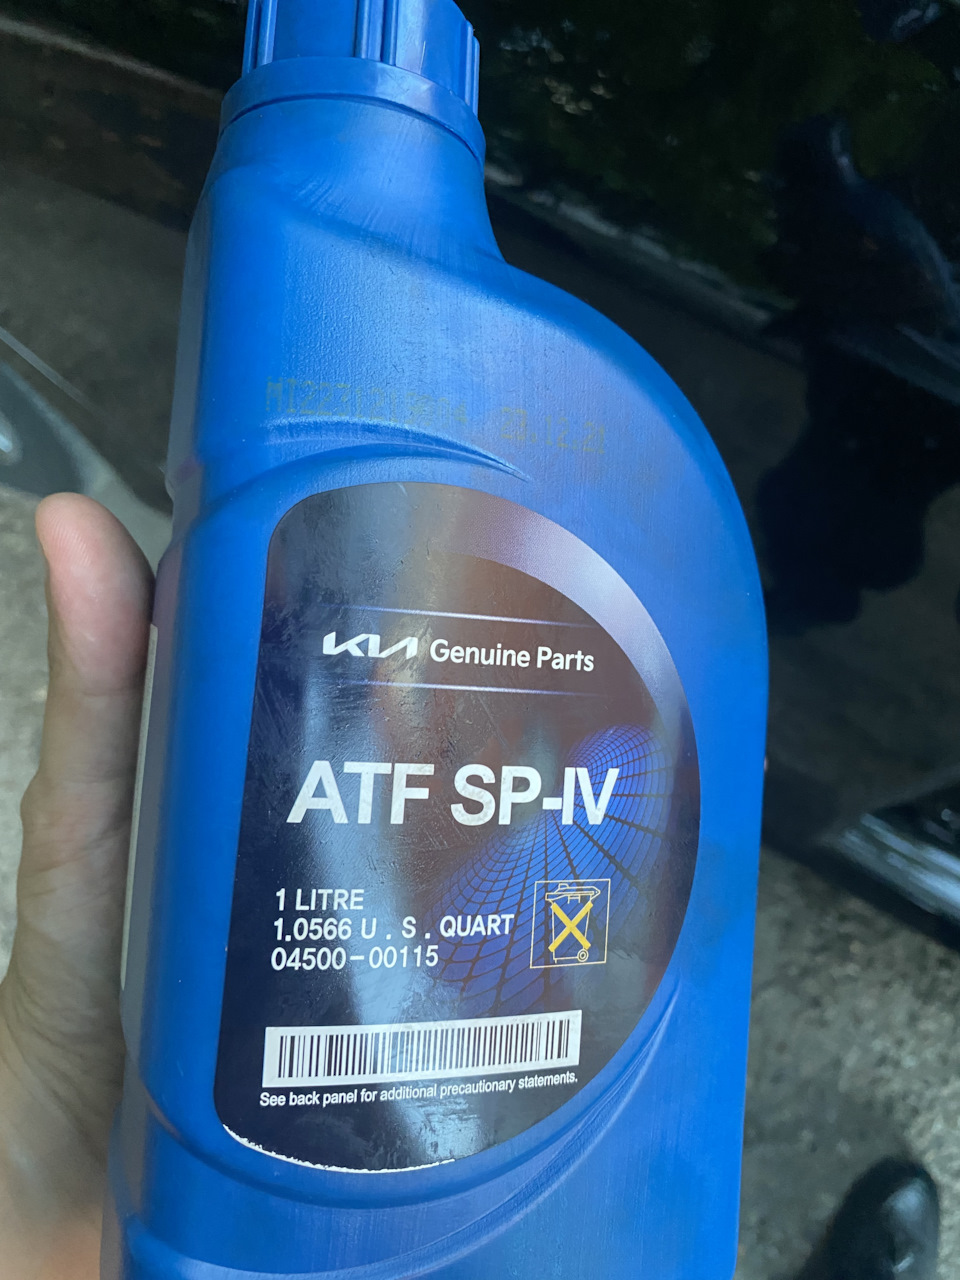 KIA Genuine Parts
ATF SP-IV
1 LITRE
1.0566 U . S . QUART
04500-00115
See back panel for additional precautionary statements.